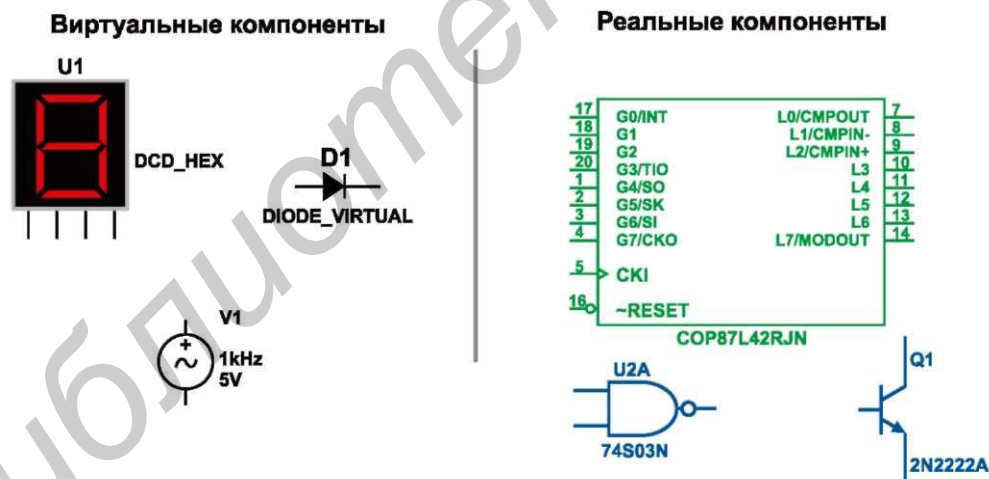 Виртуальные компоненты
U1
DCD_HEX
D1
DIODE_VIRTUAL
V1
1kHz
5V
Реальные компоненты
17 G0/INT L0/CMPOUT 7
18 G1 L1/CMPIN- 8
19 G2 L2/CMPIN+ 9
20 G3/TIO L3 10
1 G4/SO L4 11
2 G5/SK L5 12
3 G6/SI L6 13
4 G7/CKO L7/MODOUT 14
5 CKI
16 ~RESET
COP87L42RJN
U2A
74S03N
Q1
2N2222A